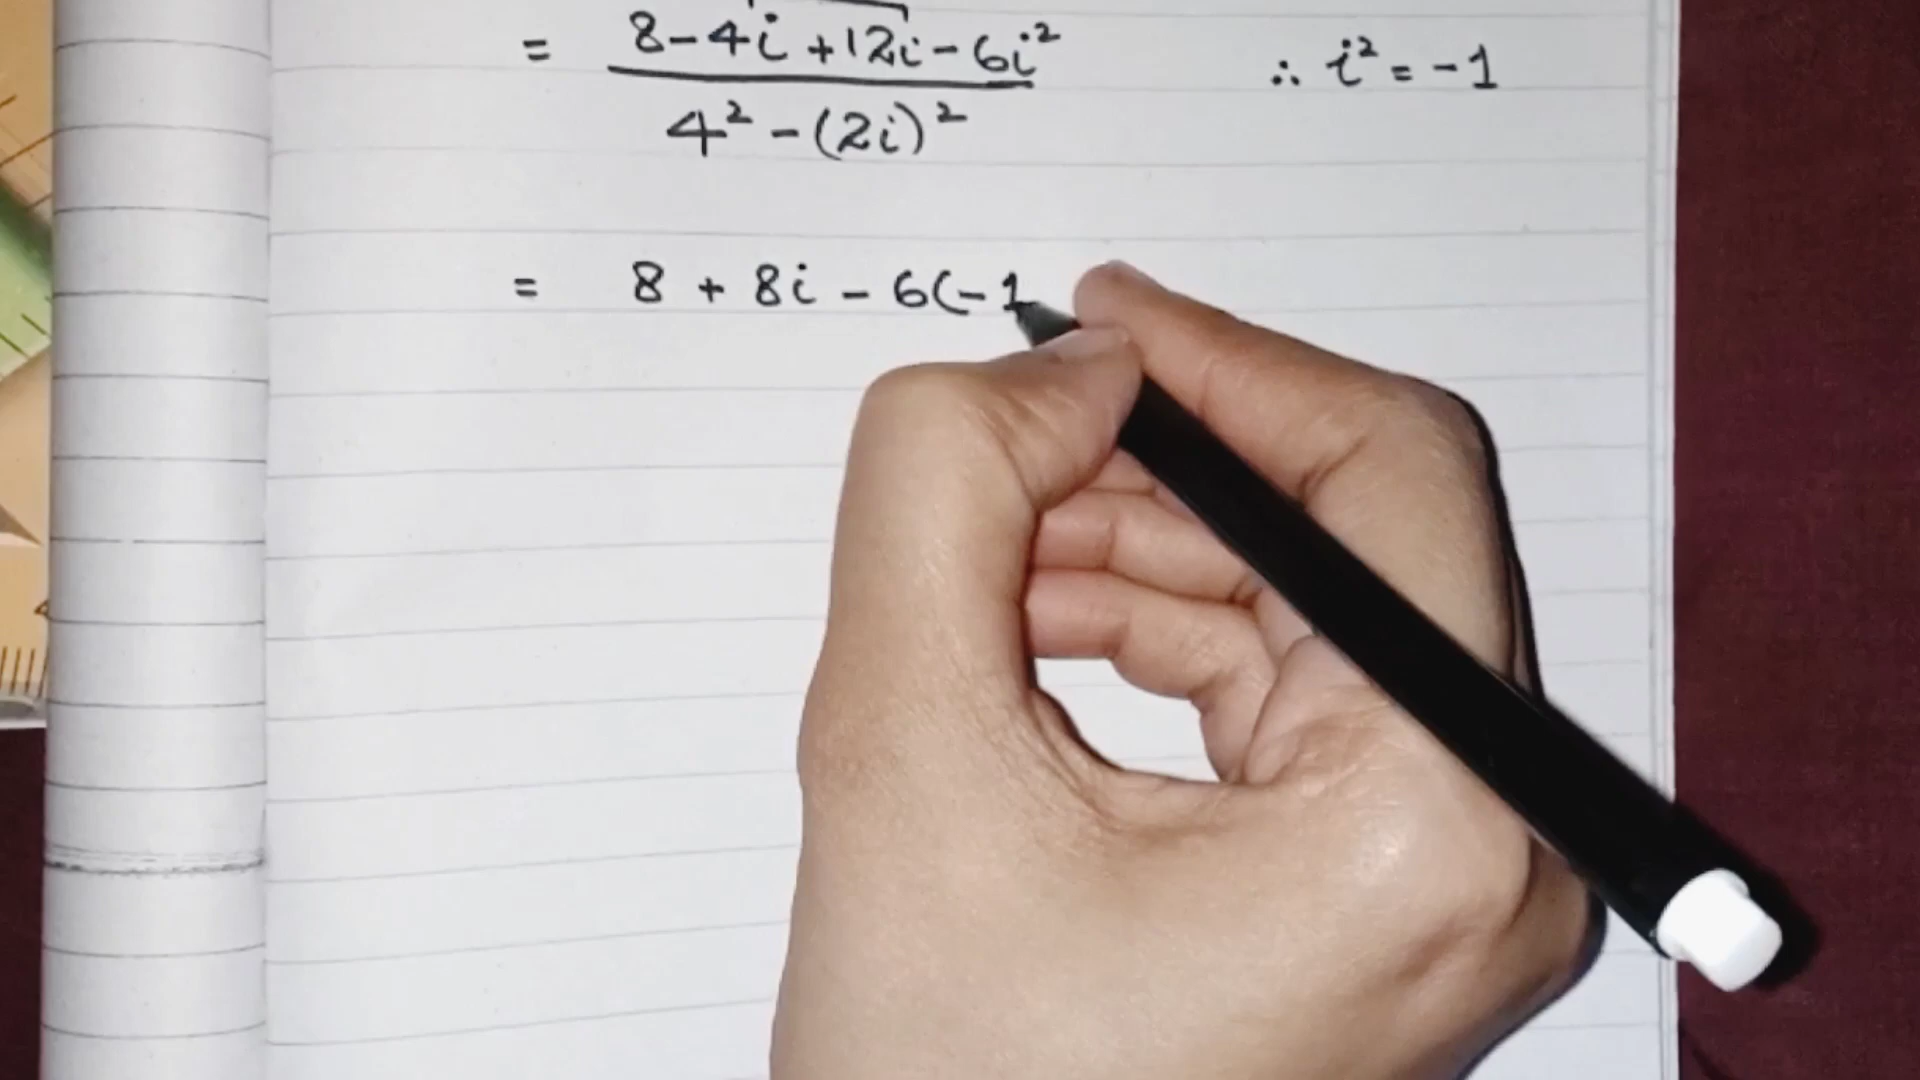 = 8-4i+12i-6i² ∴ i² = -1
4² - (2i)²
= 8 + 8i - 6(-1